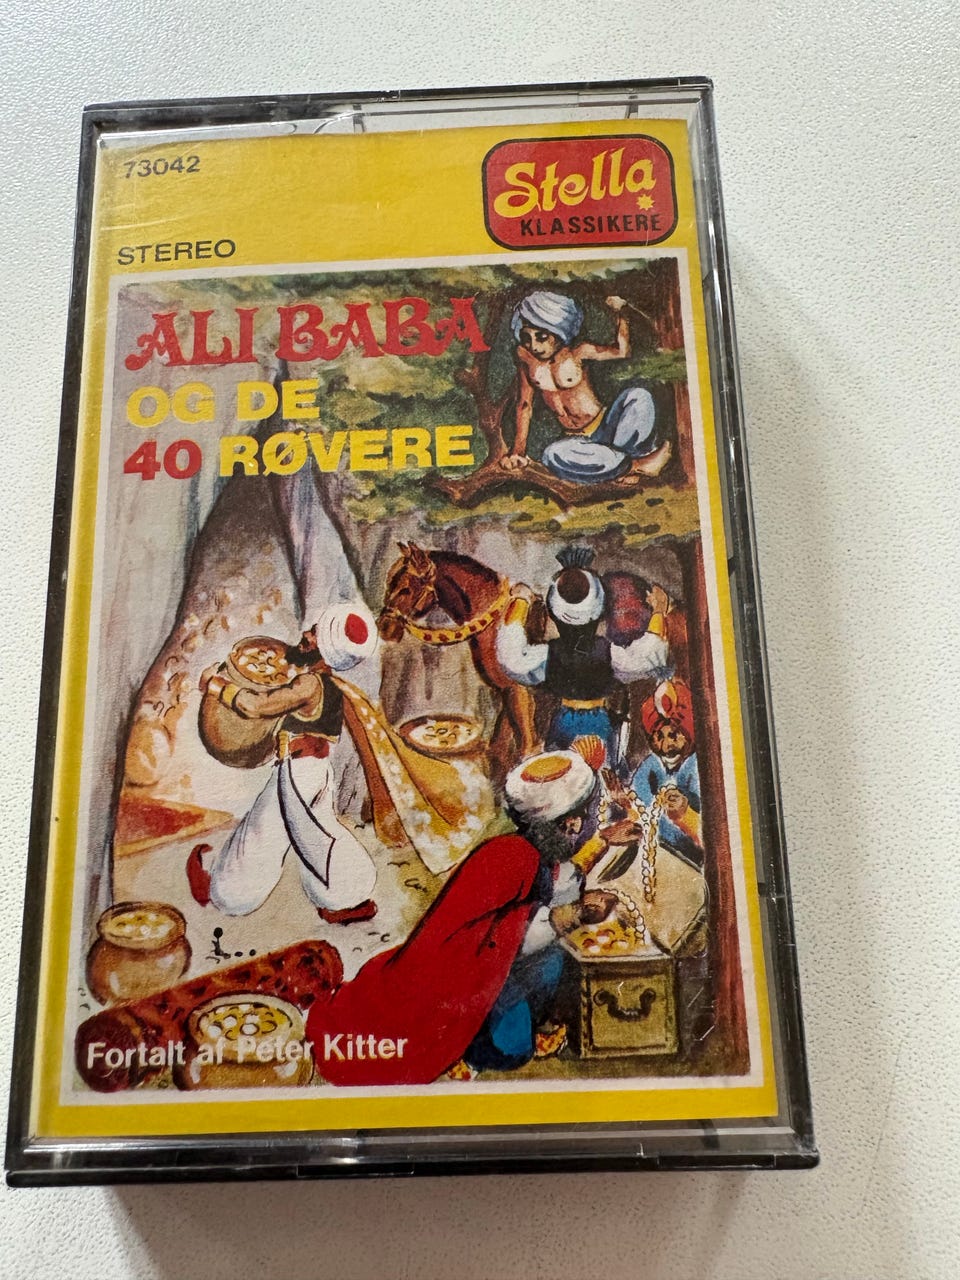 73042
Stella
KLASSIKERE
STEREO
ALI BABA
OG DE
40 RØVERE
Fortalt af Peter Kitter